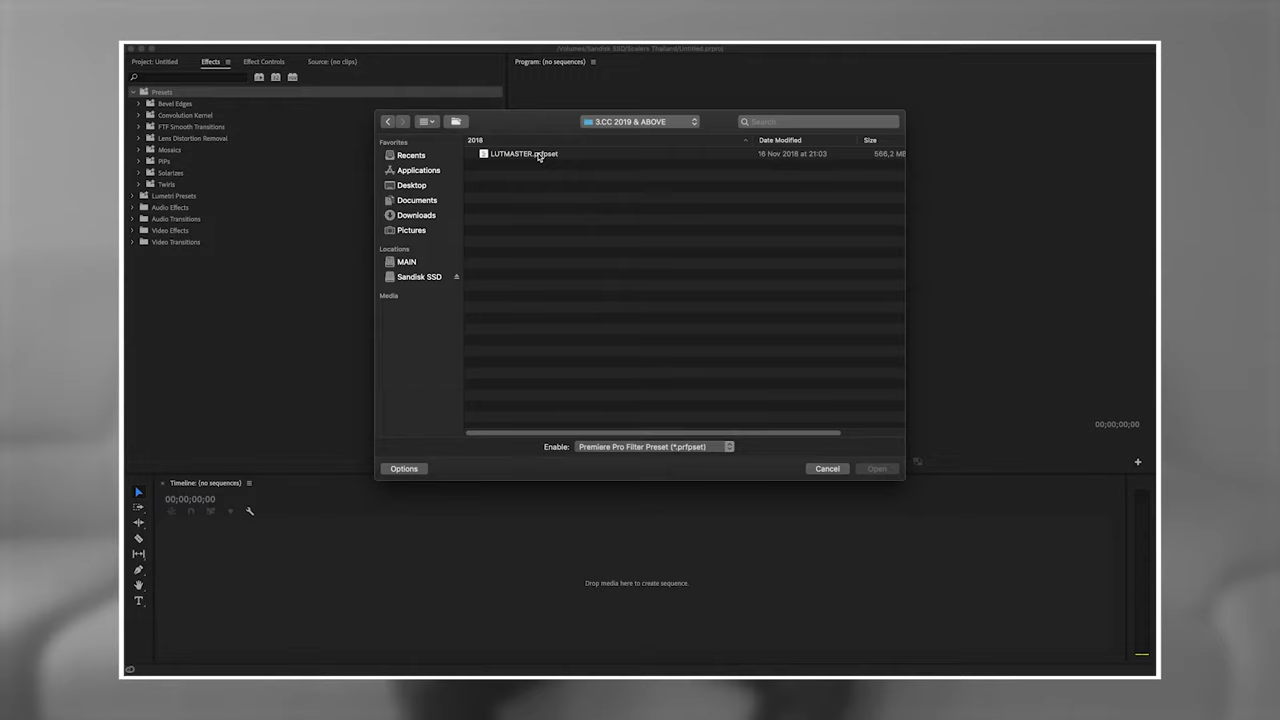 /Volumes/Sandisk SSD/Scalers Thailand/Untitled.prproj
Project: Untitled
Effects
Effect Controls
Source: (no clips)
Program: (no sequences)
Presets
Bevel Edges
Convolution Kernel
FTF Smooth Transitions
Lens Distortion Removal
Mosaics
PiPs
Solarizes
Twirls
Lumetri Presets
Audio Effects
Audio Transitions
Video Effects
Video Transitions
3.CC 2019 & ABOVE
Search
Favorites
Recents
Applications
Desktop
Documents
Downloads
Pictures
Locations
MAIN
Sandisk SSD
Media
2018
Date Modified
Size
LUTMASTER.prfpset
16 Nov 2018 at 21:03
566,2 MB
Enable:
Premiere Pro Filter Preset (*.prfpset)
Options
Cancel
Open
00;00;00;00
Timeline: (no sequences)
00;00;00;00
Drop media here to create sequence.
T